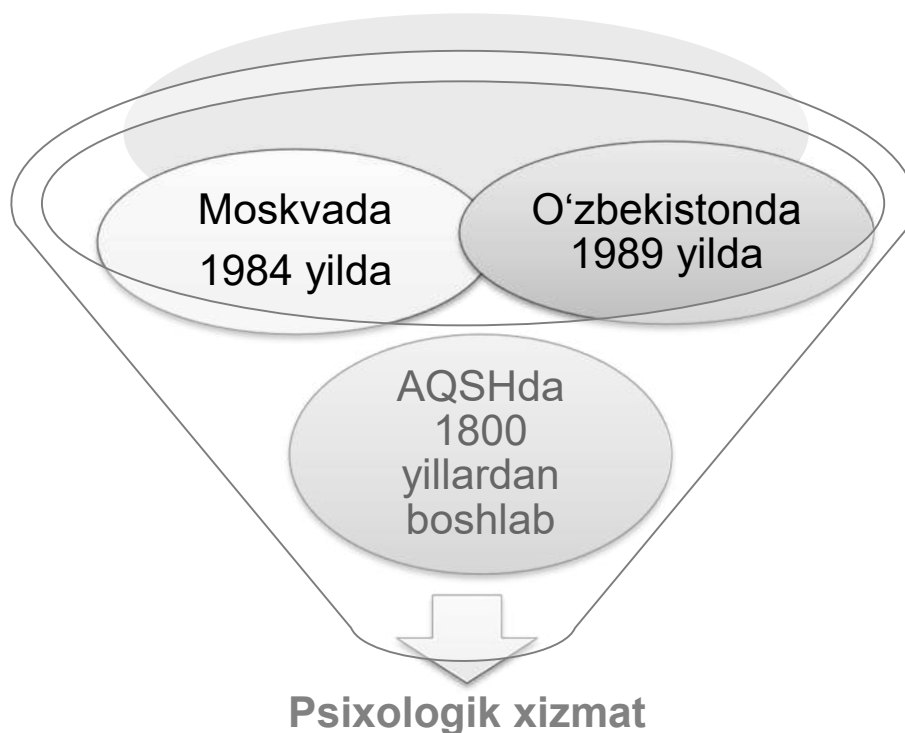 Moskvada
1984 yilda
O‘zbekistonda
1989 yilda
AQSHda
1800
yillardan
boshlab
Psixologik xizmat